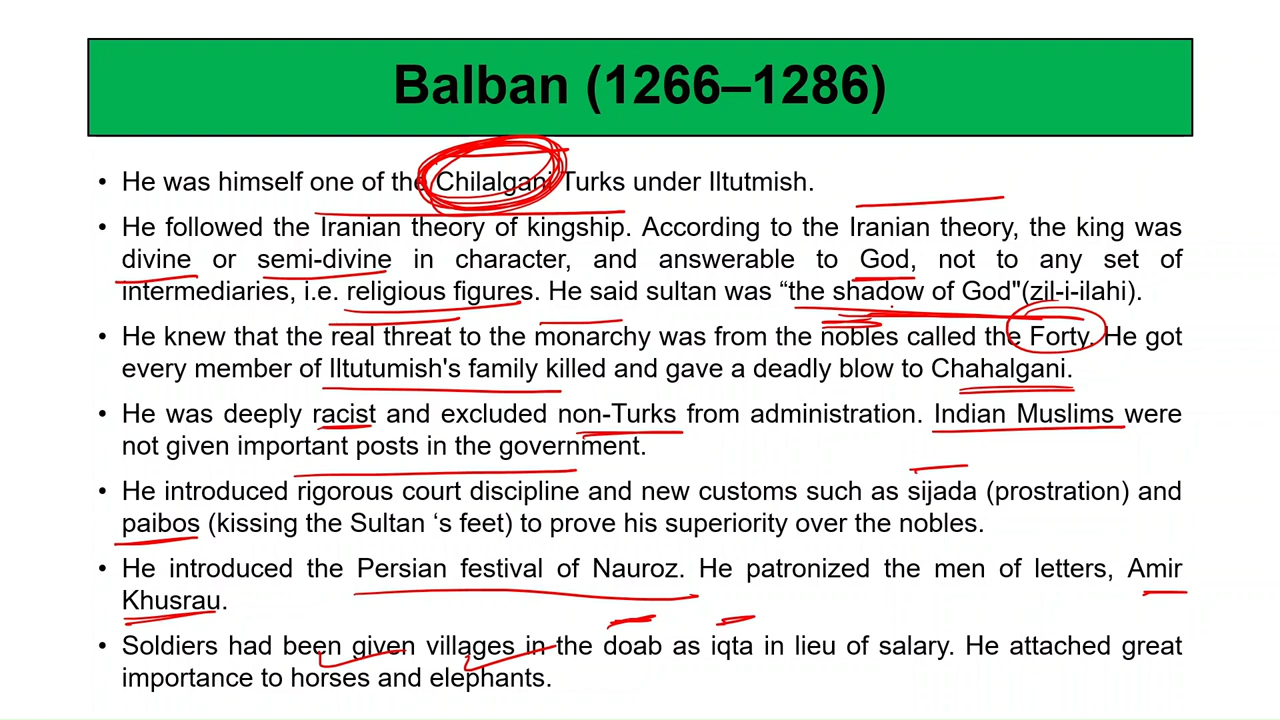 Balban (1266–1286)
• He was himself one of the Chilalgani Turks under Iltutmish.
• He followed the Iranian theory of kingship. According to the Iranian theory, the king was
divine or semi-divine in character, and answerable to God, not to any set of
intermediaries, i.e. religious figures. He said sultan was “the shadow of God"(zil-i-ilahi).
• He knew that the real threat to the monarchy was from the nobles called the Forty. He got
every member of Iltutumish's family killed and gave a deadly blow to Chahalgani.
• He was deeply racist and excluded non-Turks from administration. Indian Muslims were
not given important posts in the government.
• He introduced rigorous court discipline and new customs such as sijada (prostration) and
paibos (kissing the Sultan ‘s feet) to prove his superiority over the nobles.
• He introduced the Persian festival of Nauroz. He patronized the men of letters, Amir
Khusrau.
• Soldiers had been given villages in the doab as iqta in lieu of salary. He attached great
importance to horses and elephants.